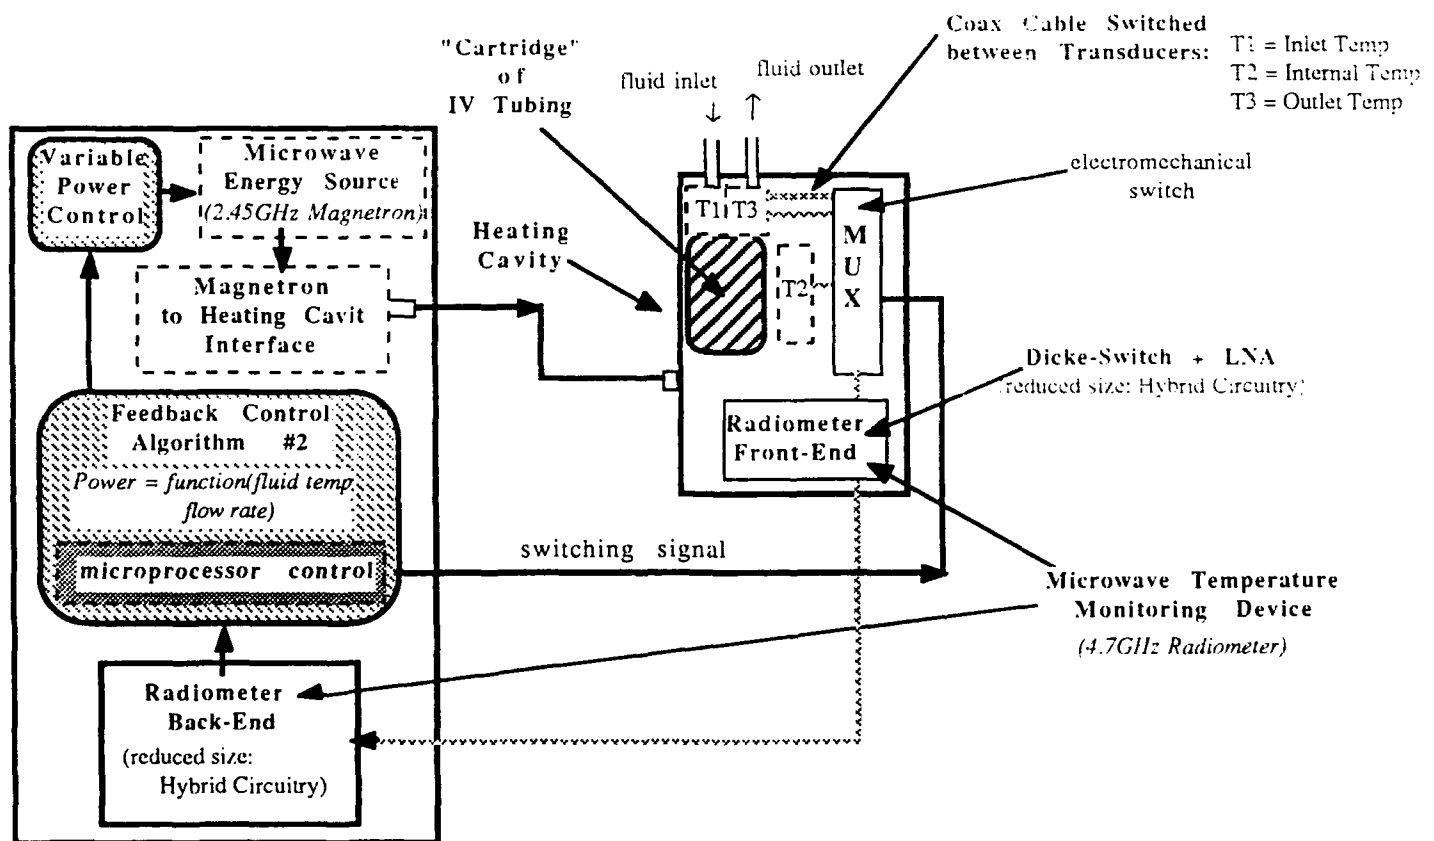 "Cartridge"
of
IV Tubing
fluid inlet
fluid outlet
Coax Cable Switched
between Transducers:
T1 = Inlet Temp
T2 = Internal Temp
T3 = Outlet Temp
electromechanical
switch
Variable
Power
Control
Microwave
Energy Source
(2.45GHz Magnetron)
Magnetron
to Heating Cavit
Interface
Heating
Cavity
T1
T3
T2
M
U
X
Dicke-Switch + LNA
(reduced size: Hybrid Circuitry)
Radiometer
Front-End
Feedback Control
Algorithm #2
Power = function(fluid temp
flow rate)
microprocessor control
switching signal
Microwave Temperature
Monitoring Device
(4.7GHz Radiometer)
Radiometer
Back-End
(reduced size:
Hybrid Circuitry)